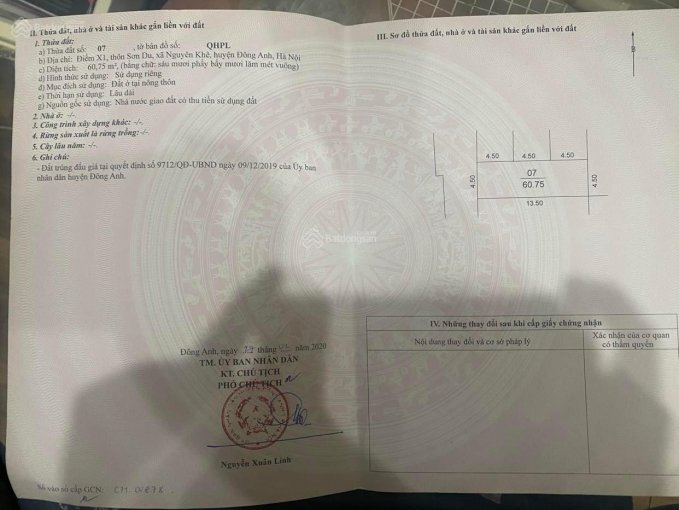 II. Thửa đất, nhà ở và tài sản khác gắn liền với đất
1. Thửa đất:
a) Thửa đất số: 07 , tờ bản đồ số: QHPL
b) Địa chỉ: Điểm X1, thôn Sơn Du, xã Nguyên Khê, huyện Đông Anh, Hà Nội
c) Diện tích: 60,75 m², (bằng chữ: sáu mươi phẩy bảy mươi lăm mét vuông)
d) Hình thức sử dụng: Sử dụng riêng
đ) Mục đích sử dụng: Đất ở tại nông thôn
e) Thời hạn sử dụng: Lâu dài
g) Nguồn gốc sử dụng: Nhà nước giao đất có thu tiền sử dụng đất
2. Nhà ở: -/-.
3. Công trình xây dựng khác: -/-.
4. Rừng sản xuất là rừng trồng: -/-.
5. Cây lâu năm: -/-.
6. Ghi chú:
- Đất trúng đấu giá tại quyết định số 9712/QĐ-UBND ngày 09/12/2019 của Ủy ban
nhân dân huyện Đông Anh.
Đông Anh, ngày tháng năm 2020
TM. ỦY BAN NHÂN DÂN
KT. CHỦ TỊCH
PHÓ CHỦ TỊCH
Nguyễn Xuân Linh
Số vào sổ cấp GCN:
III. Sơ đồ thửa đất, nhà ở và tài sản khác gắn liền với đất
B
4.50 4.50 4.50
4.50
07
60.75
4.50
13.50
Batdongsan
IV. Những thay đổi sau khi cấp giấy chứng nhận
Nội dung thay đổi và cơ sở pháp lý
Xác nhận của cơ quan
có thẩm quyền